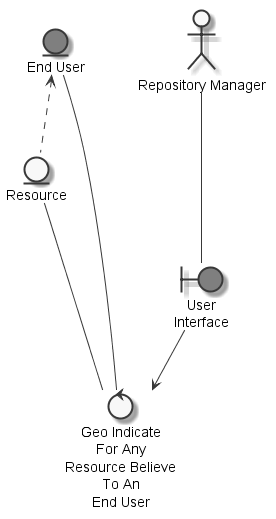 End User
Repository Manager
Resource
User
Interface
Geo Indicate
For Any
Resource Believe
To An
End User